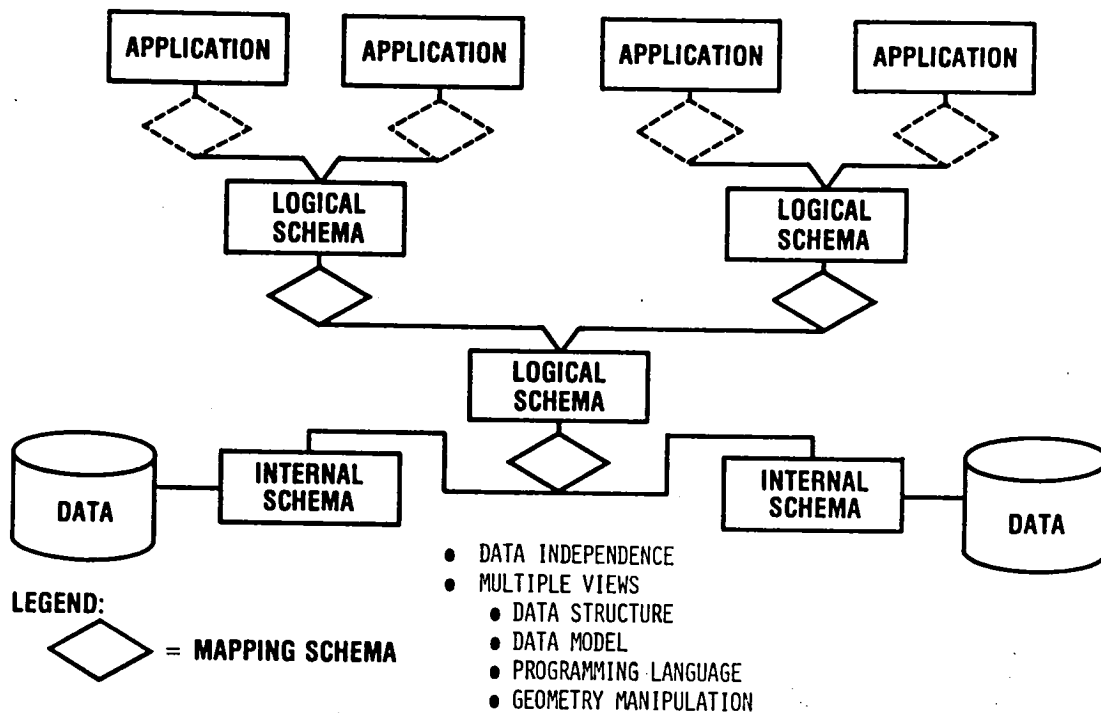 APPLICATION
APPLICATION
APPLICATION
APPLICATION
LOGICAL
SCHEMA
LOGICAL
SCHEMA
LOGICAL
SCHEMA
DATA
INTERNAL
SCHEMA
INTERNAL
SCHEMA
DATA
• DATA INDEPENDENCE
• MULTIPLE VIEWS
• DATA STRUCTURE
• DATA MODEL
• PROGRAMMING LANGUAGE
• GEOMETRY MANIPULATION
LEGEND:
= MAPPING SCHEMA